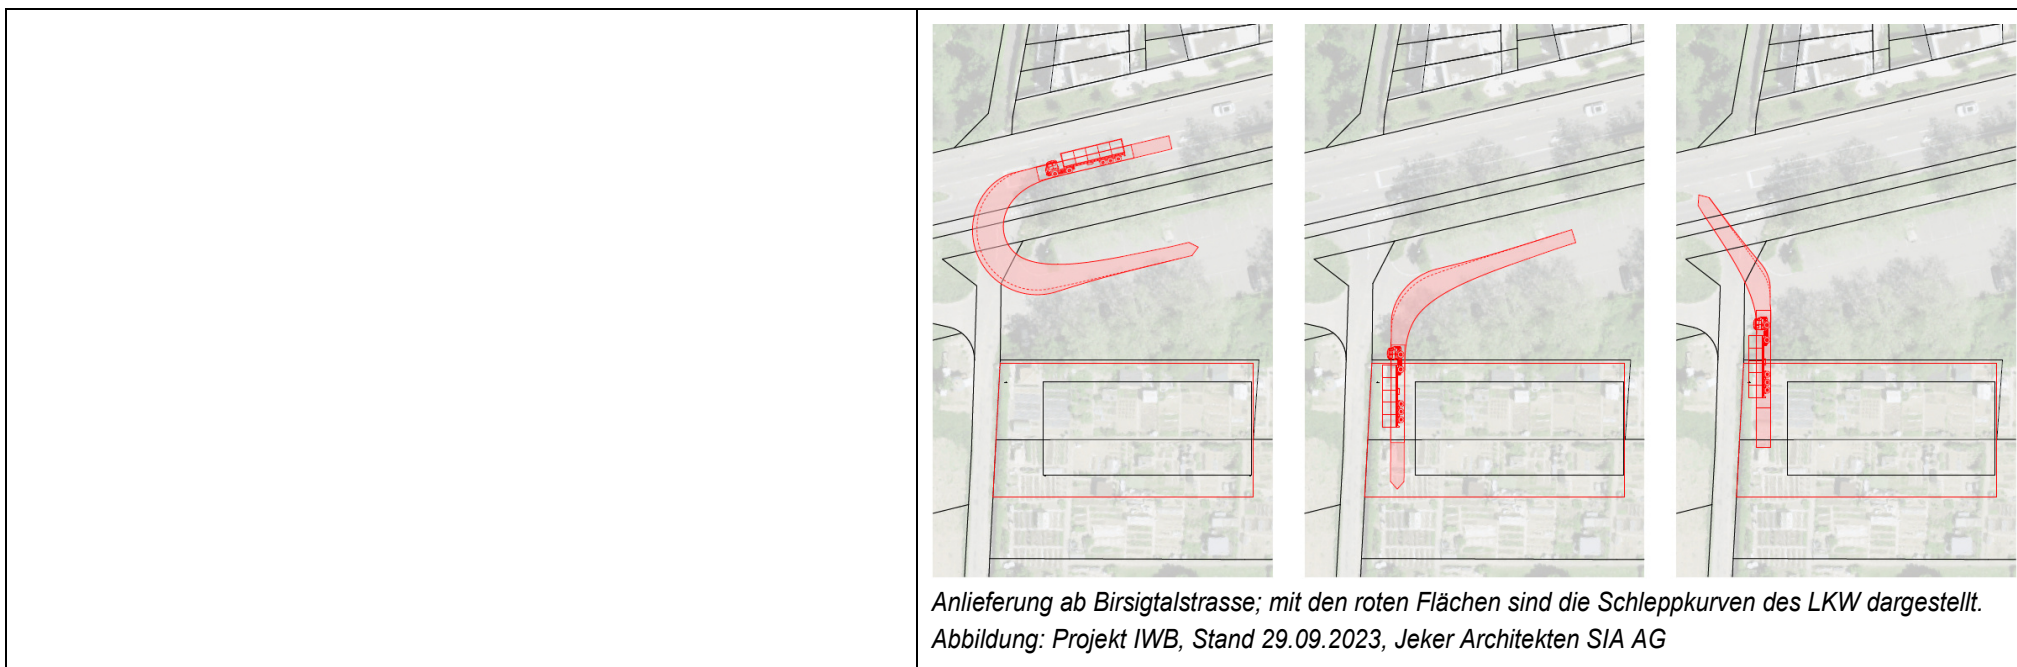 Anlieferung ab Birsigtalstrasse; mit den roten Flächen sind die Schleppkurven des LKW dargestellt.
Abbildung: Projekt IWB, Stand 29.09.2023, Jeker Architekten SIA AG